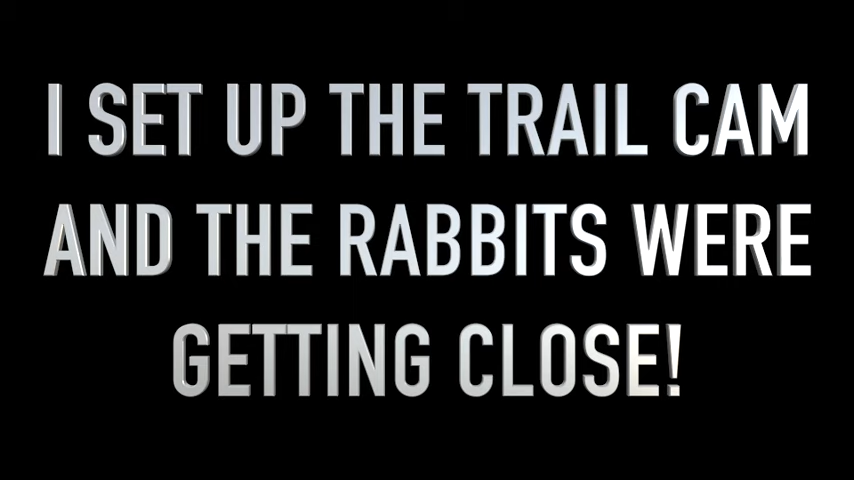 I SET UP THE TRAIL CAM
AND THE RABBITS WERE
GETTING CLOSE!